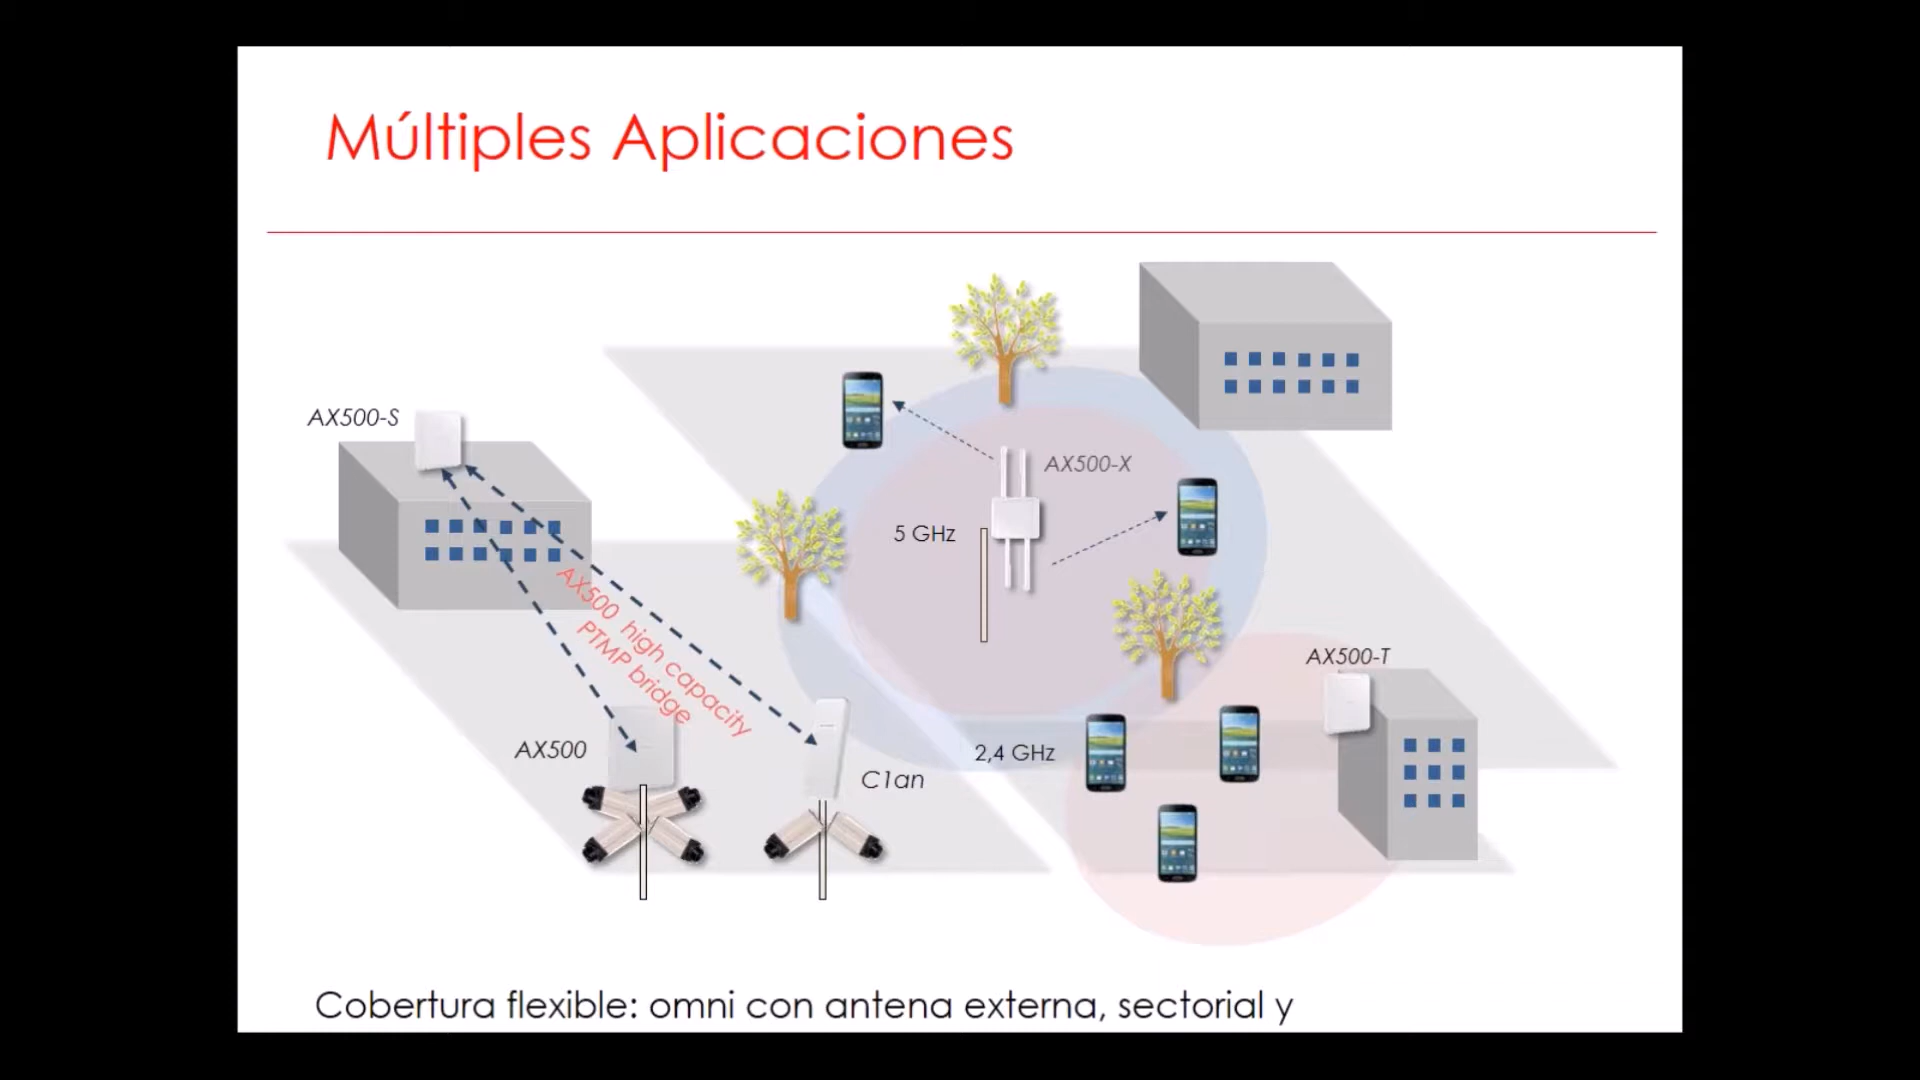 Múltiples Aplicaciones
AX500-S
AX500-X
5 GHz
AX500 high capacity
PTMP bridge
AX500-T
AX500
2,4 GHz
C1an
Cobertura flexible: omni con antena externa, sectorial y